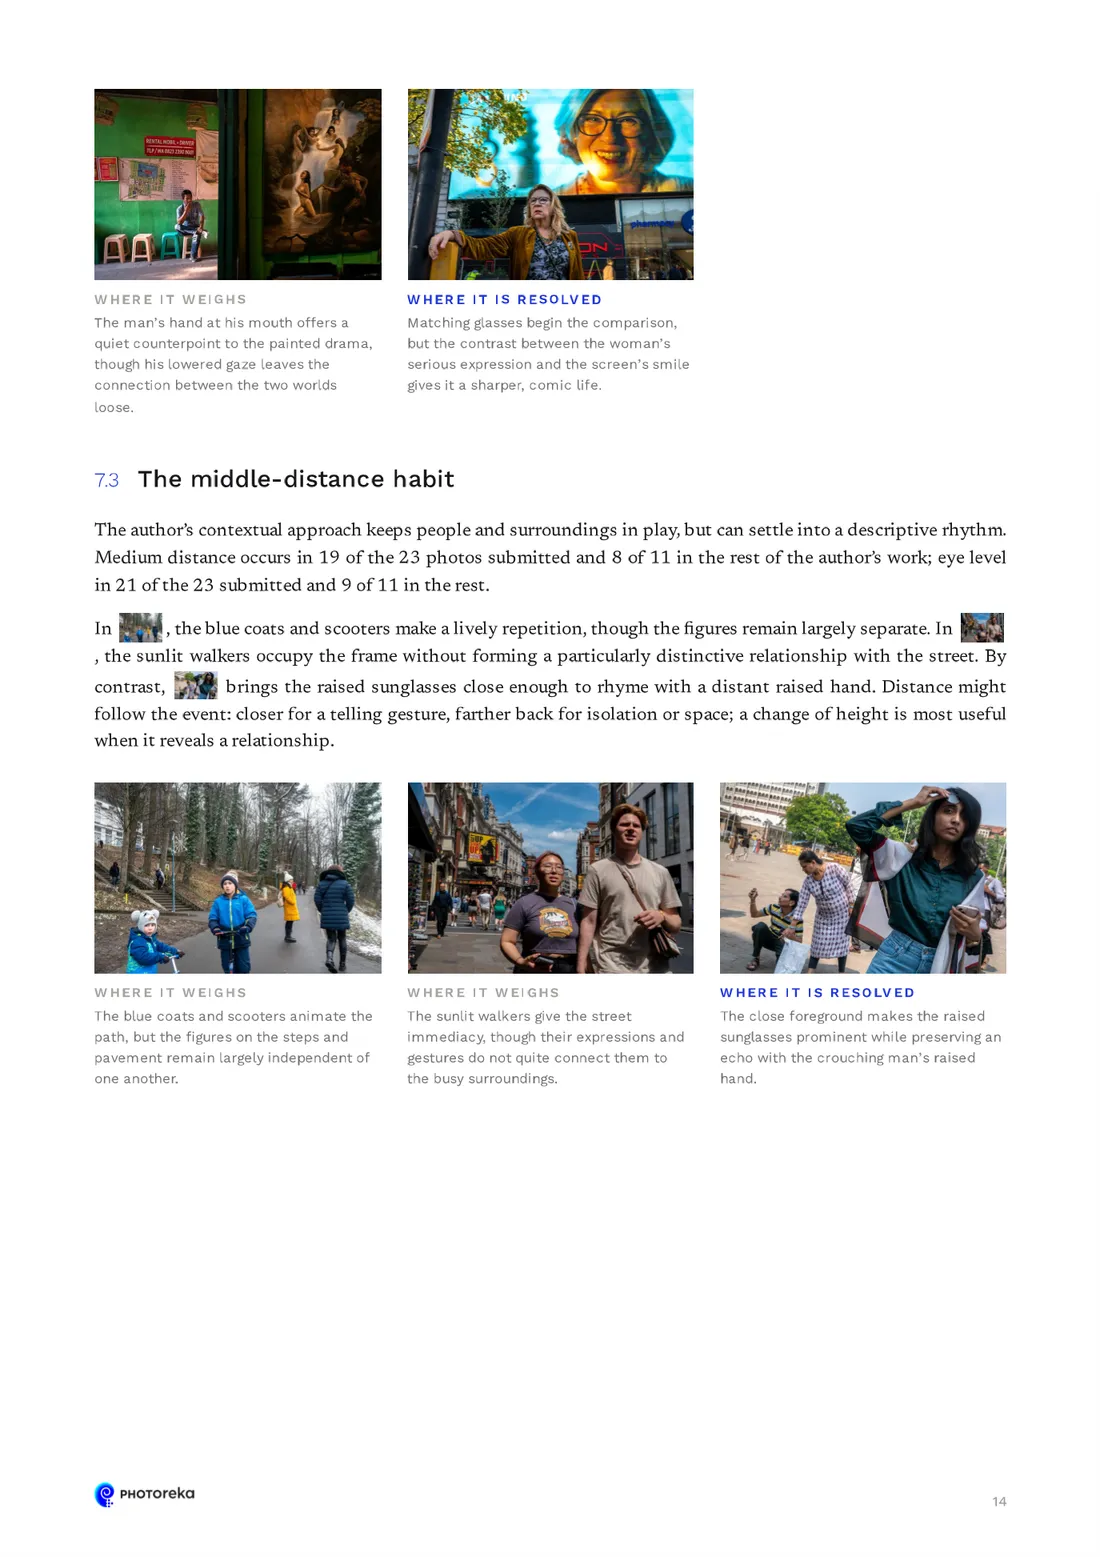 RENTAL MOBIL + DRIVER
pharmacy
ON
WHERE IT WEIGHS
The man's hand at his mouth offers a
quiet counterpoint to the painted drama,
though his lowered gaze leaves the
connection between the two worlds
loose.
WHERE IT IS RESOLVED
Matching glasses begin the comparison,
but the contrast between the woman's
serious expression and the screen's smile
gives it a sharper, comic life.
7.3 The middle-distance habit
The author's contextual approach keeps people and surroundings in play, but can settle into a descriptive rhythm.
Medium distance occurs in 19 of the 23 photos submitted and 8 of 11 in the rest of the author's work; eye level
in 21 of the 23 submitted and 9 of 11 in the rest.
In , the blue coats and scooters make a lively repetition, though the figures remain largely separate. In
, the sunlit walkers occupy the frame without forming a particularly distinctive relationship with the street. By
contrast, brings the raised sunglasses close enough to rhyme with a distant raised hand. Distance might
follow the event: closer for a telling gesture, farther back for isolation or space; a change of height is most useful
when it reveals a relationship.
WHERE IT WEIGHS
The blue coats and scooters animate the
path, but the figures on the steps and
pavement remain largely independent of
one another.
WHERE IT WEIGHS
The sunlit walkers give the street
immediacy, though their expressions and
gestures do not quite connect them to
the busy surroundings.
WHERE IT IS RESOLVED
The close foreground makes the raised
sunglasses prominent while preserving an
echo with the crouching man's raised
hand.
PHOTOreka
14